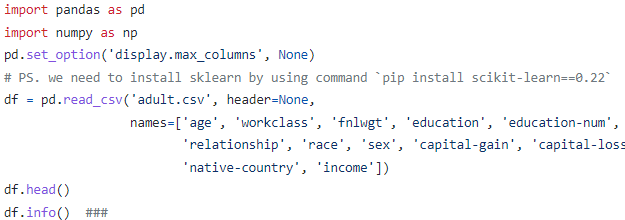 import pandas as pd
import numpy as np
pd.set_option('display.max_columns', None)
# PS. we need to install sklearn by using command `pip install scikit-learn==0.22`
df = pd.read_csv('adult.csv', header=None,
names=['age', 'workclass', 'fnlwgt', 'education', 'education-num',
'relationship', 'race', 'sex', 'capital-gain', 'capital-loss
'native-country', 'income'])
df.head()
df.info() ###